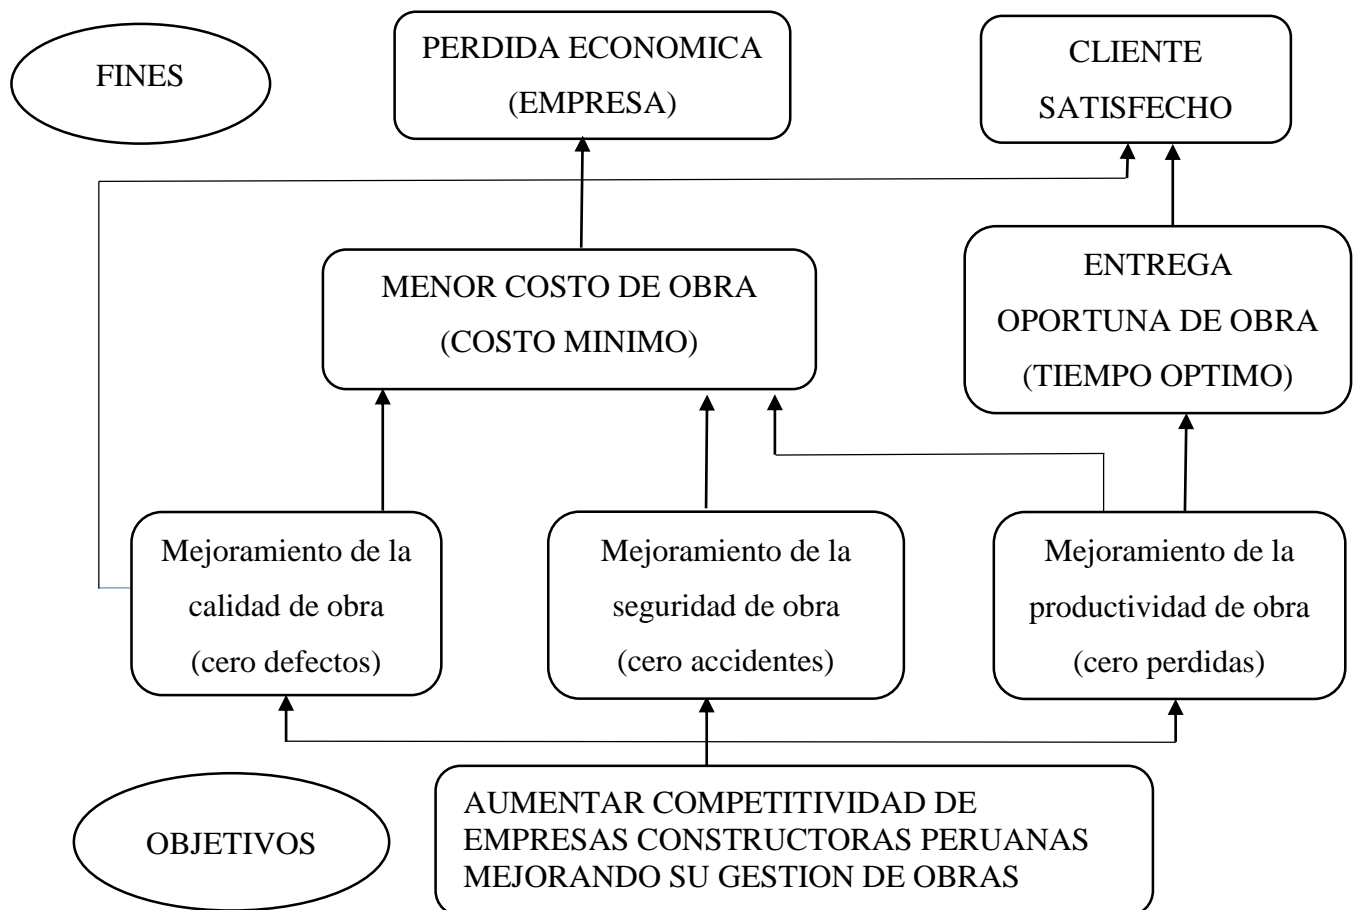 FINES
PERDIDA ECONOMICA
(EMPRESA)
CLIENTE
SATISFECHO
MENOR COSTO DE OBRA
(COSTO MINIMO)
ENTREGA
OPORTUNA DE OBRA
(TIEMPO OPTIMO)
Mejoramiento de la
calidad de obra
(cero defectos)
Mejoramiento de la
seguridad de obra
(cero accidentes)
Mejoramiento de la
productividad de obra
(cero perdidas)
OBJETIVOS
AUMENTAR COMPETITIVIDAD DE
EMPRESAS CONSTRUCTORAS PERUANAS
MEJORANDO SU GESTION DE OBRAS